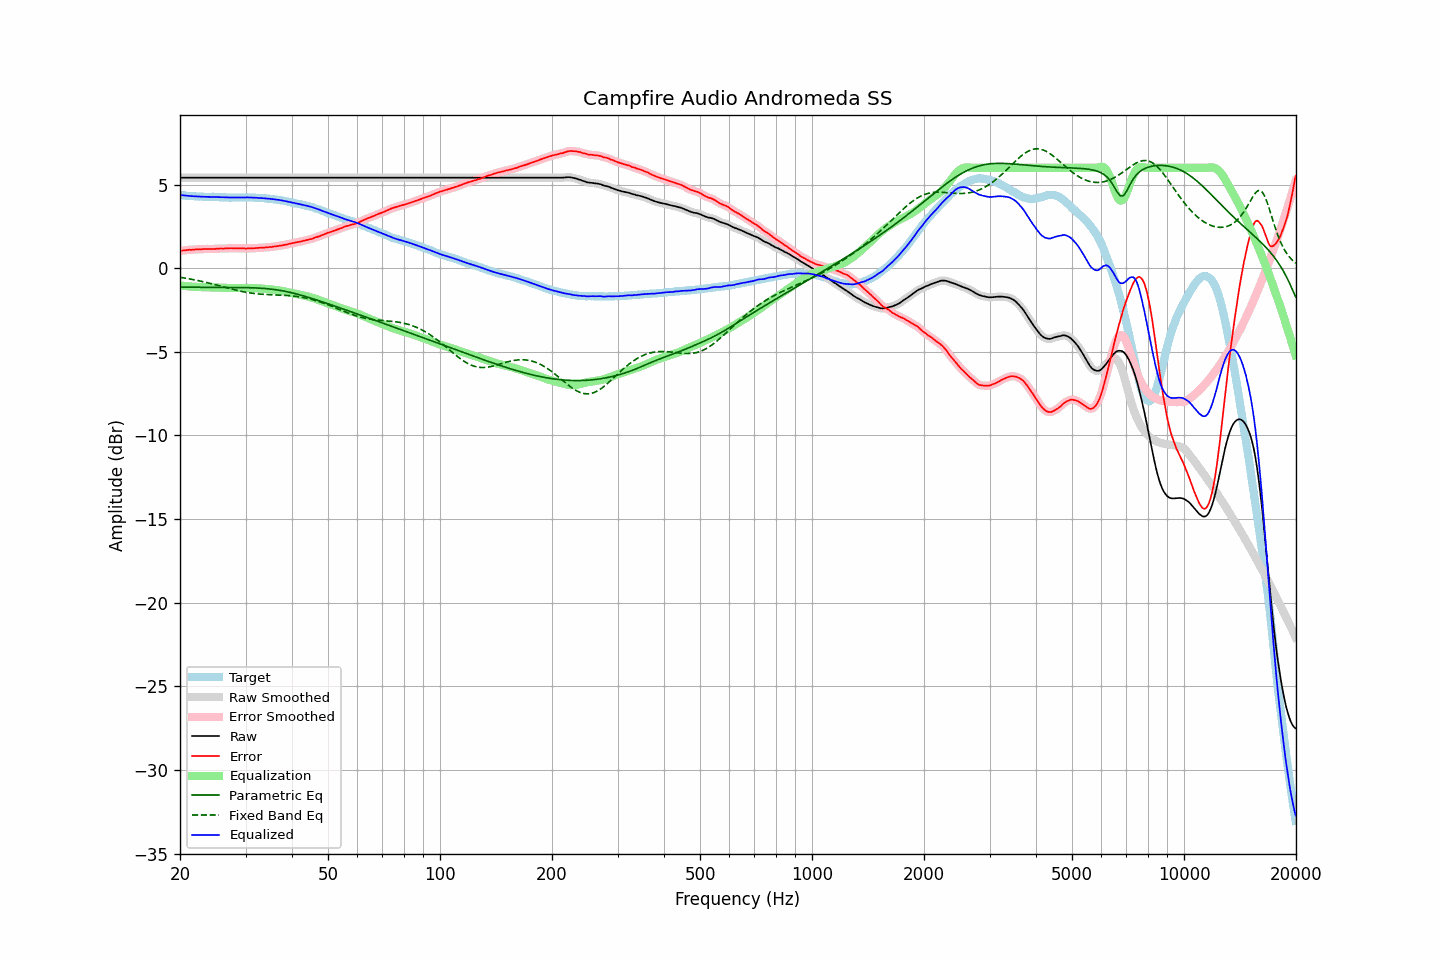 Campfire Audio Andromeda SS
Amplitude (dBr)
5
0
−5
−10
−15
−20
−25
−30
−35
Target
Raw Smoothed
Error Smoothed
Raw
Error
Equalization
Parametric Eq
Fixed Band Eq
Equalized
20 50 100 200 500 1000 2000 5000 10000 20000
Frequency (Hz)